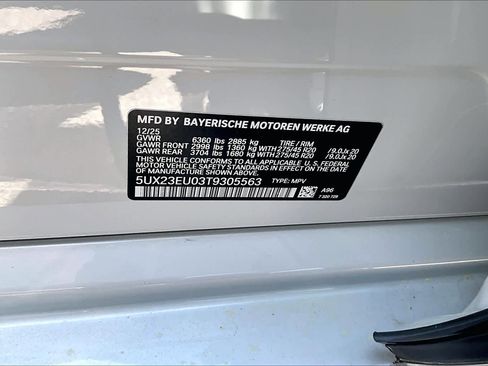 MFD BY BAYERISCHE MOTOREN WERKE AG
12/25
GVWR 6360 lbs 2885 kg TIRE / RIM
GAWR FRONT 2998 lbs 1360 kg WITH 275/45 R20 /9.0Jx 20
GAWR REAR 3704 lbs 1680 kg WITH 275/45 R20 /9.0Jx 20
THIS VEHICLE CONFORMS TO ALL APPLICABLE U. S. FEDERAL
MOTOR VEHICLE SAFETY AND THEFT PREVENTION STANDARDS IN
EFFECT ON THE DATE OF MANUFACTURE SHOWN ABOVE.
5UX23EU03T9305563 TYPE: MPV A96